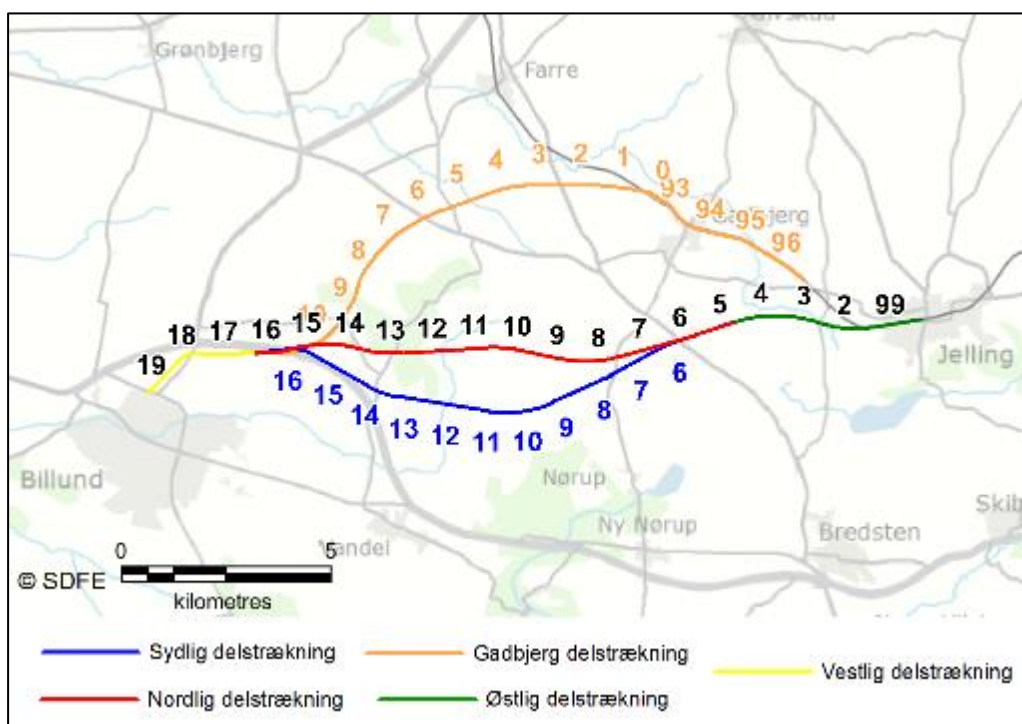 Grønbjerg
Farre
3 2 1 0
4
5
6
93
7
94
95
8
96
9
4
5 3
2 99
6
18 17 16 15 14
13 12 11 10
9 8 7
19
Jelling
16
15
14
13
12
11 10
9
8
7
6
Billund
Nørup
Ny Nørup
Bredsten
Skib
0 5
© SDFE
kilometres
Sydlig delstrækning
Gadbjerg delstrækning
Vestlig delstrækning
Nordlig delstrækning
Østlig delstrækning